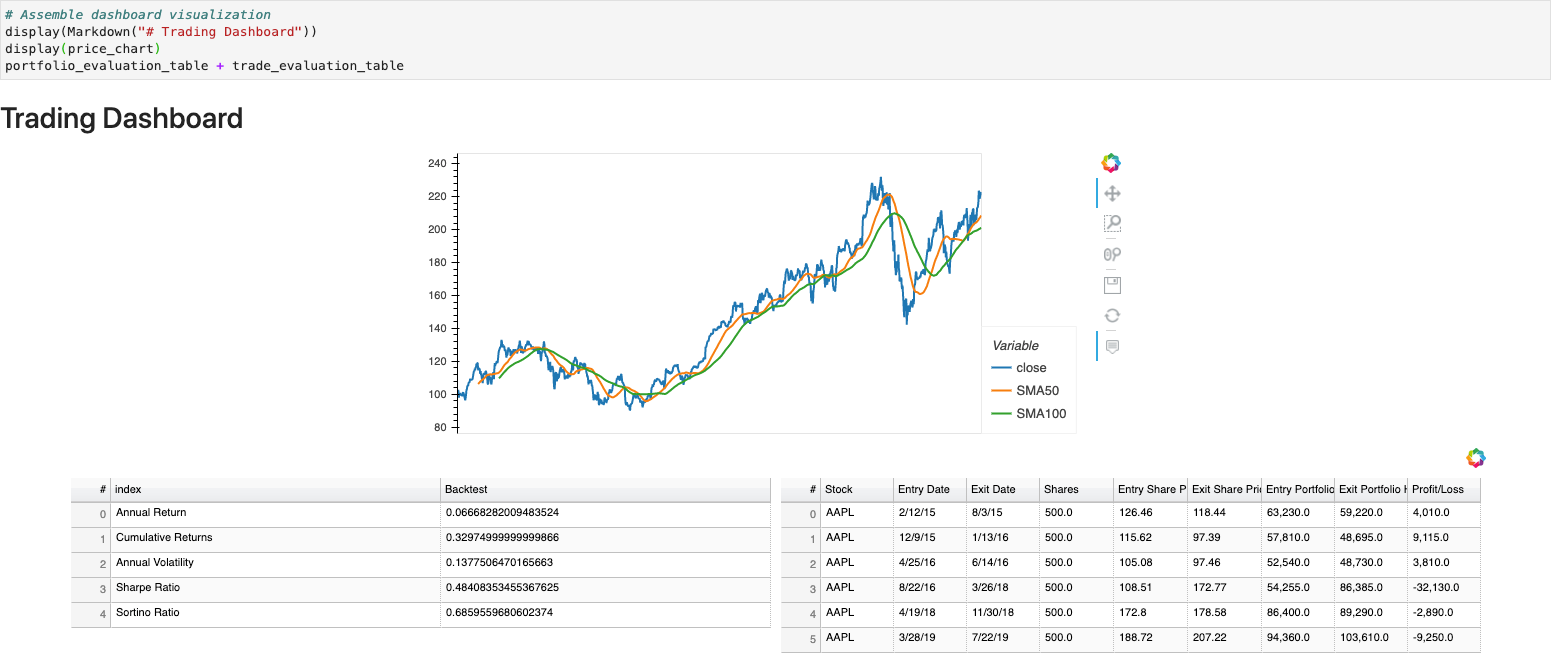 # Assemble dashboard visualization
display(Markdown("# Trading Dashboard"))
display(price_chart)
portfolio_evaluation_table + trade_evaluation_table
Trading Dashboard
240
220
200
180
160
140
120
100
80
Variable
close
SMA50
SMA100
# index Backtest
0 Annual Return 0.06668282009483524
1 Cumulative Returns 0.32974999999999866
2 Annual Volatility 0.1377506470165663
3 Sharpe Ratio 0.48408353455367625
4 Sortino Ratio 0.6859559680602374
# Stock Entry Date Exit Date Shares Entry Share P Exit Share Pri Entry Portfolio Exit Portfolio H Profit/Loss
0 AAPL 2/12/15 8/3/15 500.0 126.46 118.44 63,230.0 59,220.0 4,010.0
1 AAPL 12/9/15 1/13/16 500.0 115.62 97.39 57,810.0 48,695.0 9,115.0
2 AAPL 4/25/16 6/14/16 500.0 105.08 97.46 52,540.0 48,730.0 3,810.0
3 AAPL 8/22/16 3/26/18 500.0 108.51 172.77 54,255.0 86,385.0 -32,130.0
4 AAPL 4/19/18 11/30/18 500.0 172.8 178.58 86,400.0 89,290.0 -2,890.0
5 AAPL 3/28/19 7/22/19 500.0 188.72 207.22 94,360.0 103,610.0 -9,250.0